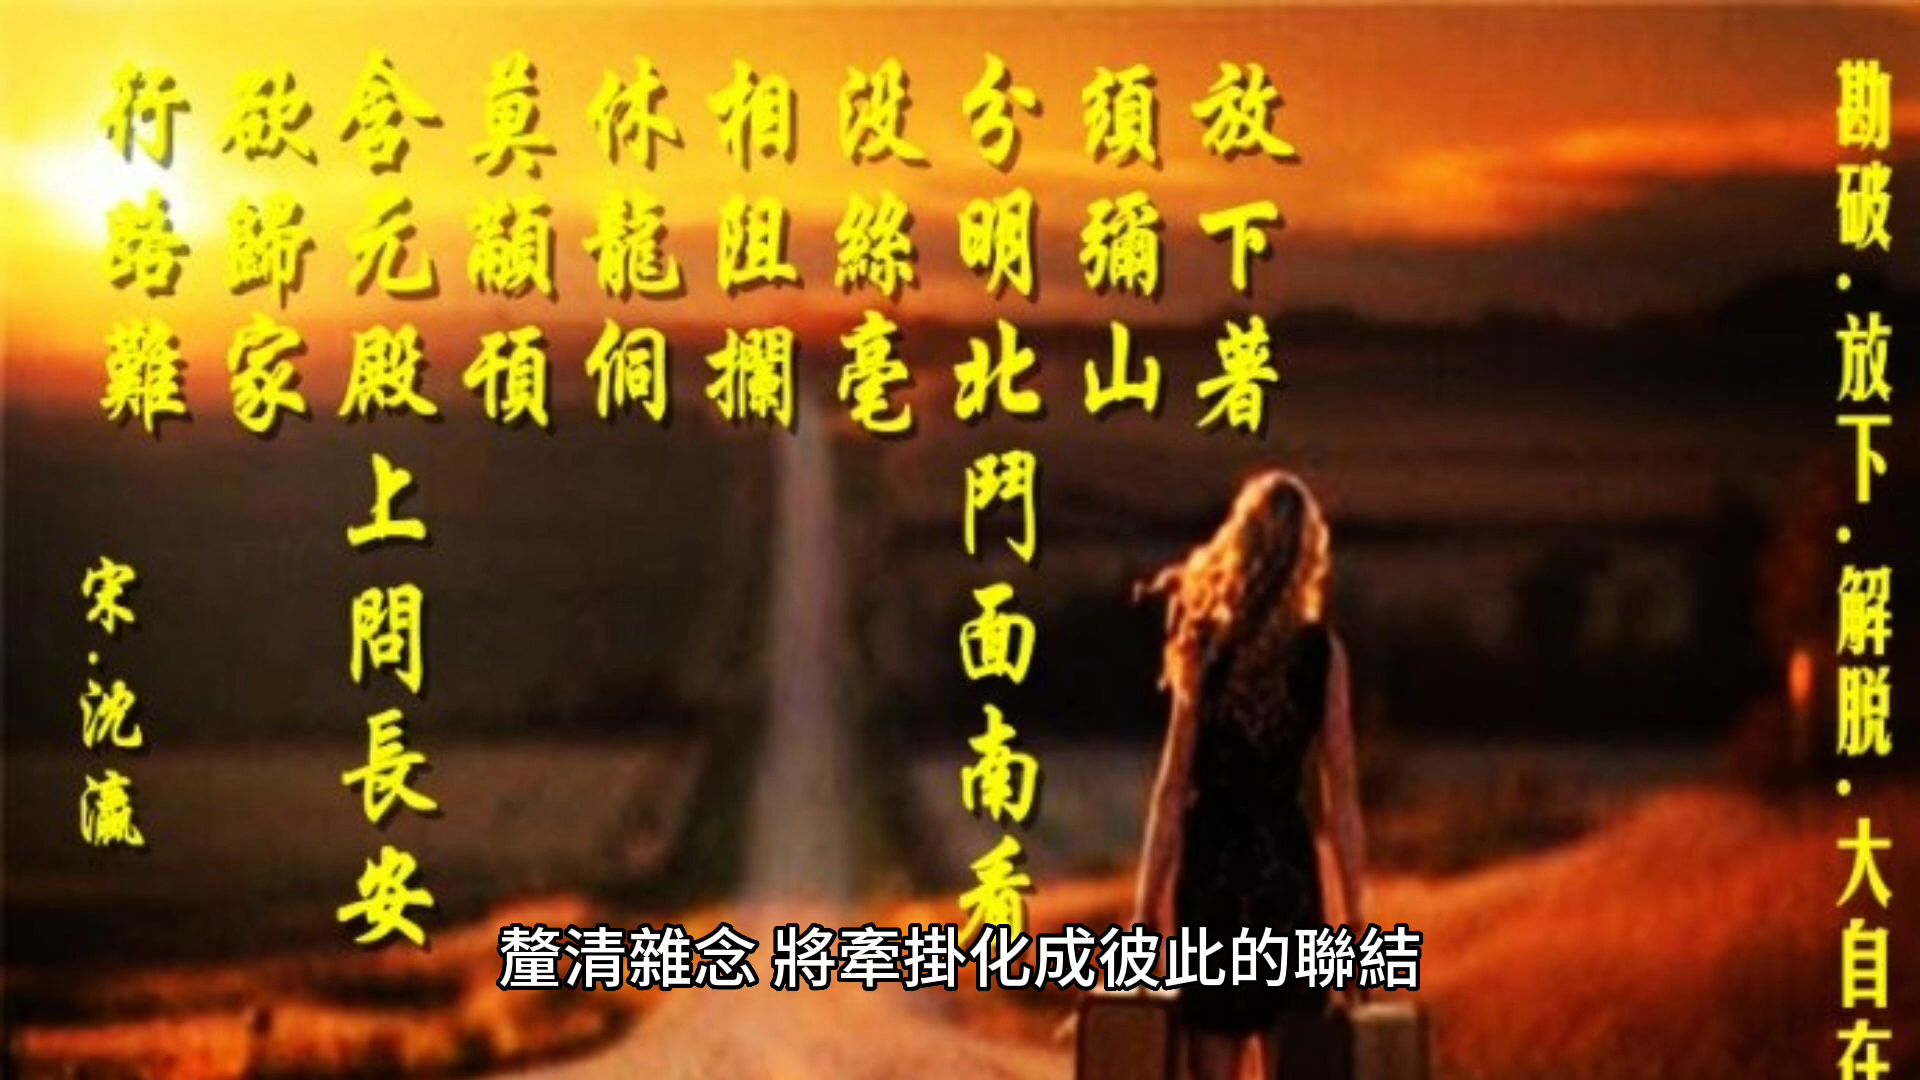 勘破·放下·解脫·大自在
放下著
須彌山
分明北鬥面南看
没絲毫
相阻攔
休龍侗
莫顢頇
含元殿上問長安
欲歸家
行路難
宋·沈瀛
釐清雜念 將牽掛化成彼此的聯結